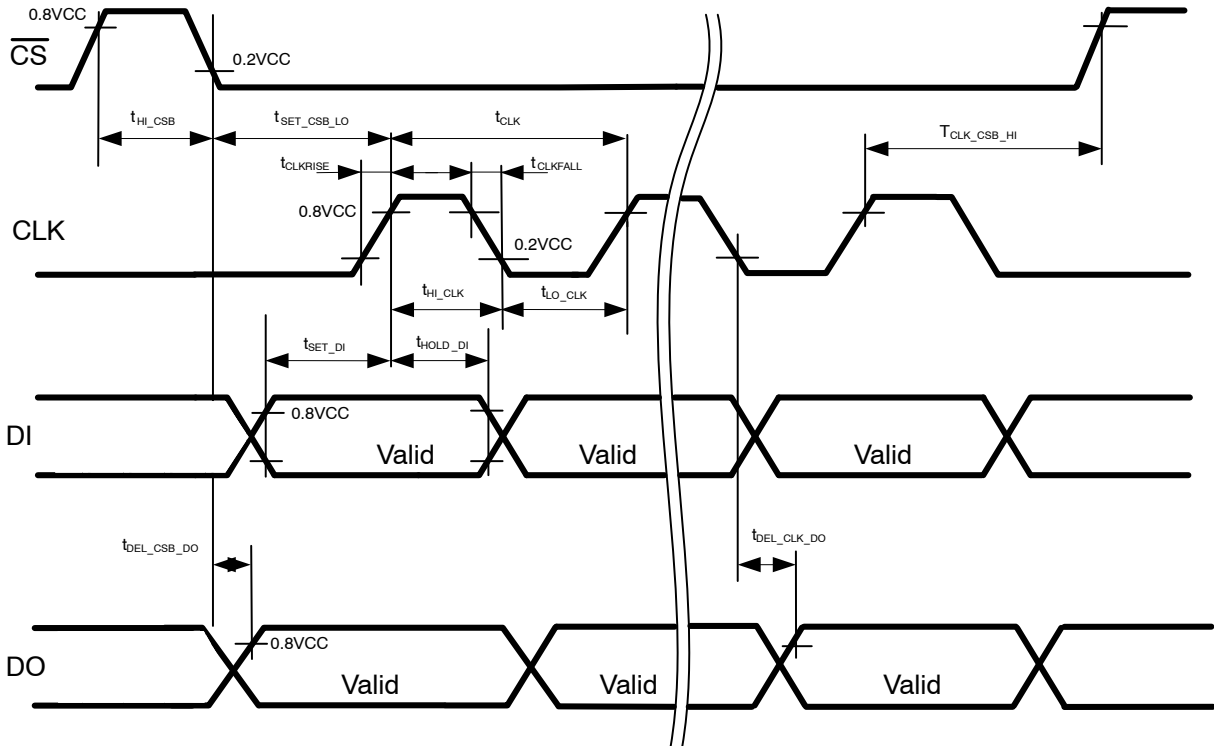 0.8VCC
CS
0.2VCC
tHI_CSB
tSET_CSB_LO
tCLK
TCLK_CSB_HI
tCLKRISE
tCLKFALL
0.8VCC
CLK
0.2VCC
tHI_CLK
tLO_CLK
tSET_DI
tHOLD_DI
0.8VCC
DI
Valid
Valid
Valid
tDEL_CSB_DO
tDEL_CLK_DO
0.8VCC
DO
Valid
Valid
Valid